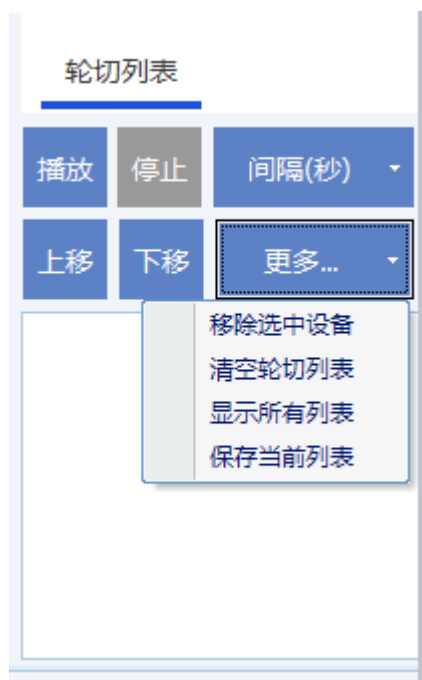 轮切列表
播放 停止 间隔(秒)
上移 下移 更多...
移除选中设备
清空轮切列表
显示所有列表
保存当前列表